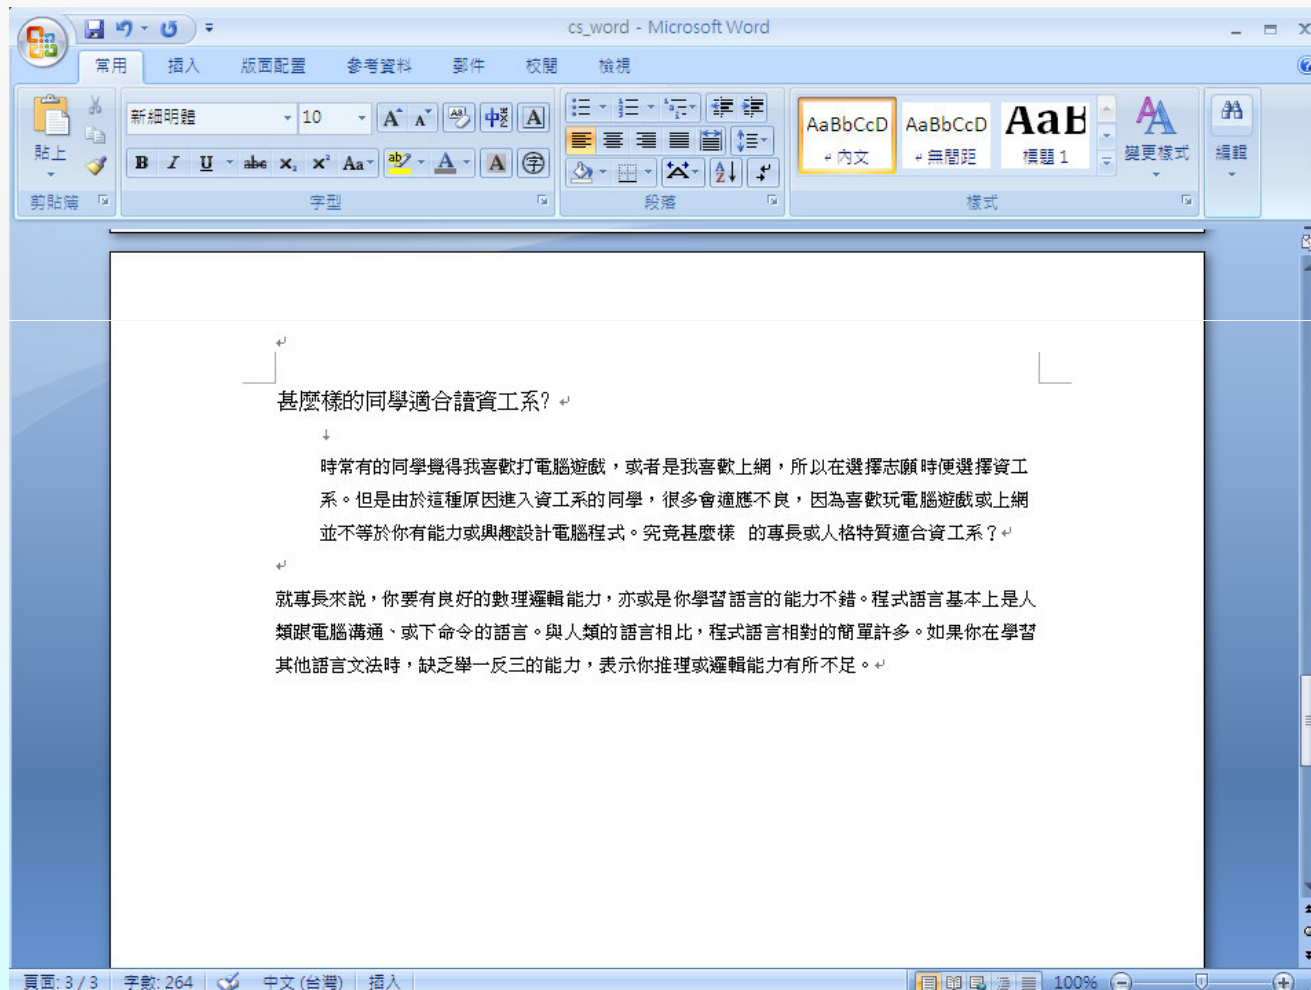 cs_word - Microsoft Word
常用 插入 版面配置 參考資料 郵件 校閱 檢視
新細明體 10
貼上
B I U abc x₂ x² Aa ab A A 字
AaBbCcD AaBbCcD AaB
內文 無間距 標題 1
變更樣式 編輯
剪貼簿 字型 段落 樣式
甚麼樣的同學適合讀資工系?
時常有的同學覺得我喜歡打電腦遊戲，或者是我喜歡上網，所以在選擇志願時便選擇資工
系。但是由於這種原因進入資工系的同學，很多會適應不良，因為喜歡玩電腦遊戲或上網
並不等於你有能力或興趣設計電腦程式。究竟甚麼樣 的專長或人格特質適合資工系？
就專長來說，你要有良好的數理邏輯能力，亦或是你學習語言的能力不錯。程式語言基本上是人
類跟電腦溝通、或下命令的語言。與人類的語言相比，程式語言相對的簡單許多。如果你在學習
其他語言文法時，缺乏舉一反三的能力，表示你推理或邏輯能力有所不足。
頁面: 3 / 3 字數: 264 中文 (台灣) 插入 100%